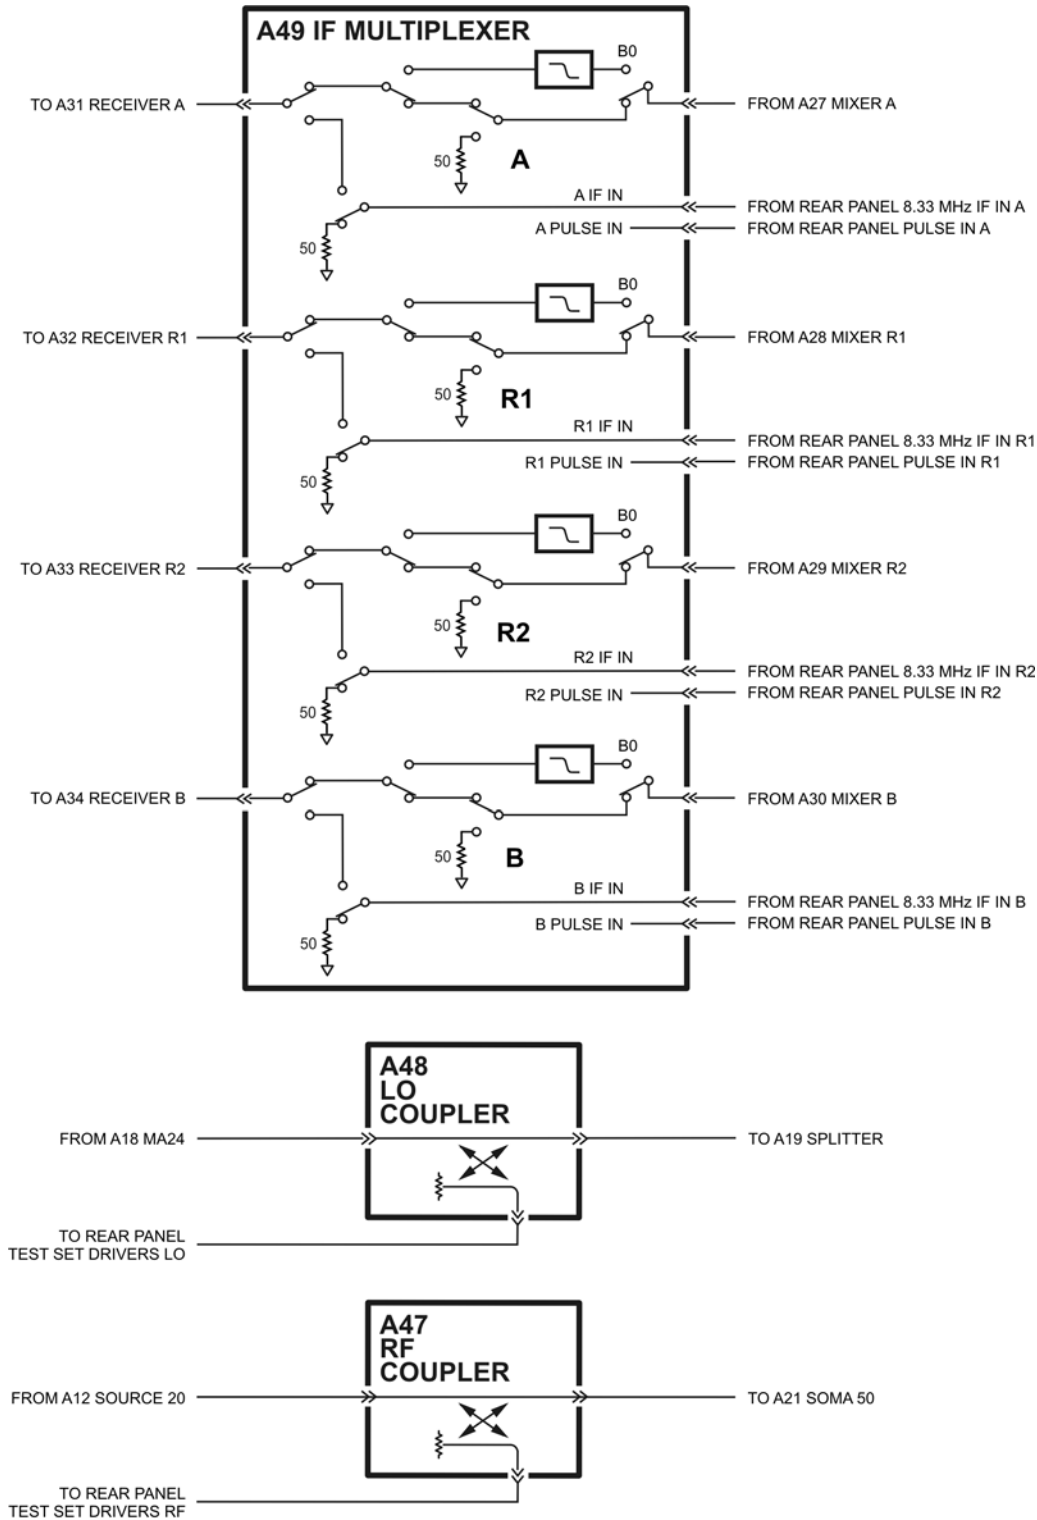 A49 IF MULTIPLEXER
B0
TO A31 RECEIVER A
FROM A27 MIXER A
50
A
A IF IN
FROM REAR PANEL 8.33 MHz IF IN A
A PULSE IN
FROM REAR PANEL PULSE IN A
50
B0
TO A32 RECEIVER R1
FROM A28 MIXER R1
50
R1
R1 IF IN
FROM REAR PANEL 8.33 MHz IF IN R1
R1 PULSE IN
FROM REAR PANEL PULSE IN R1
50
B0
TO A33 RECEIVER R2
FROM A29 MIXER R2
50
R2
R2 IF IN
FROM REAR PANEL 8.33 MHz IF IN R2
R2 PULSE IN
FROM REAR PANEL PULSE IN R2
50
B0
TO A34 RECEIVER B
FROM A30 MIXER B
50
B
B IF IN
FROM REAR PANEL 8.33 MHz IF IN B
B PULSE IN
FROM REAR PANEL PULSE IN B
50
A48
LO
COUPLER
FROM A18 MA24
TO A19 SPLITTER
TO REAR PANEL
TEST SET DRIVERS LO
A47
RF
COUPLER
FROM A12 SOURCE 20
TO A21 SOMA 50
TO REAR PANEL
TEST SET DRIVERS RF